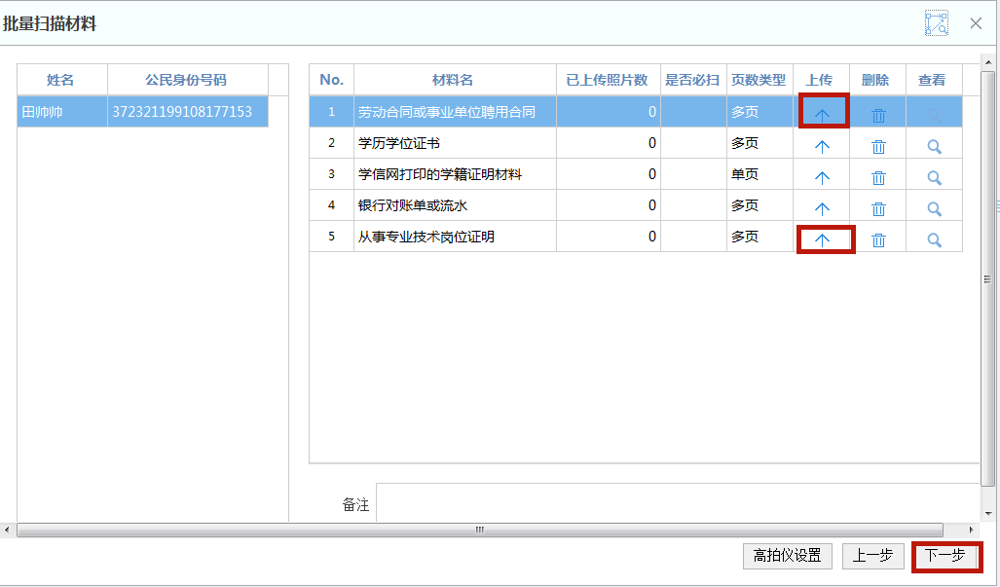 批量扫描材料
姓名 公民身份号码
田帅帅 372321199108177153
No. 材料名 已上传照片数 是否必扫 页数类型 上传 删除 查看
1 劳动合同或事业单位聘用合同 0 多页
2 学历学位证书 0 多页
3 学信网打印的学籍证明材料 0 单页
4 银行对账单或流水 0 多页
5 从事专业技术岗位证明 0 多页
备注
高拍仪设置 上一步 下一步